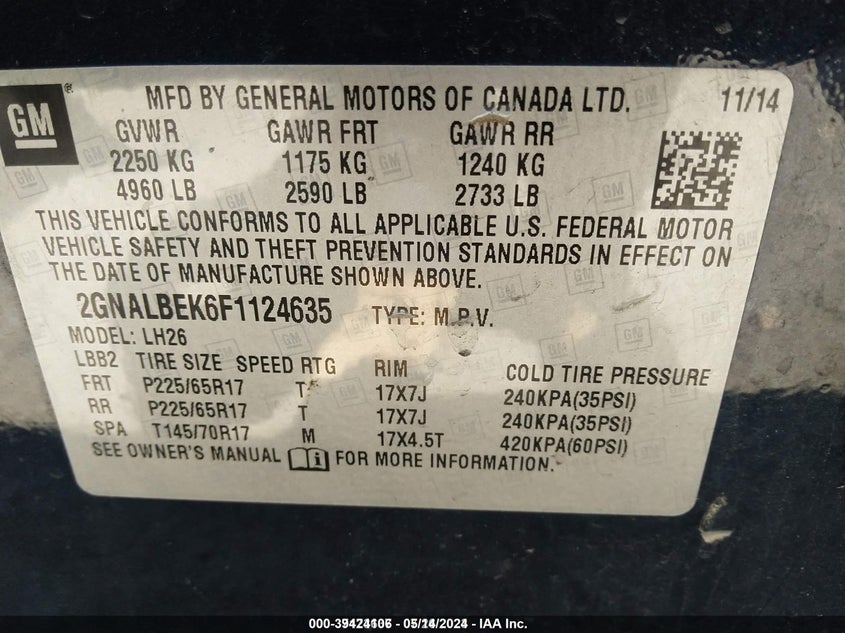 GM ® MFD BY GENERAL MOTORS OF CANADA LTD. 11/14
GVWR GAWR FRT GAWR RR
2250 KG 1175 KG 1240 KG
4960 LB 2590 LB 2733 LB
THIS VEHICLE CONFORMS TO ALL APPLICABLE U.S. FEDERAL MOTOR
VEHICLE SAFETY AND THEFT PREVENTION STANDARDS IN EFFECT ON
THE DATE OF MANUFACTURE SHOWN ABOVE.
2GNALBEK6F1124635 TYPE: M.P.V.
MODEL: LH26
LBB2 TIRE SIZE SPEED RTG RIM COLD TIRE PRESSURE
FRT P225/65R17 T 17X7J 240KPA(35PSI)
RR P225/65R17 T 17X7J 240KPA(35PSI)
SPA T145/70R17 M 17X4.5T 420KPA(60PSI)
SEE OWNER'S MANUAL FOR MORE INFORMATION.
- IAA Inc.